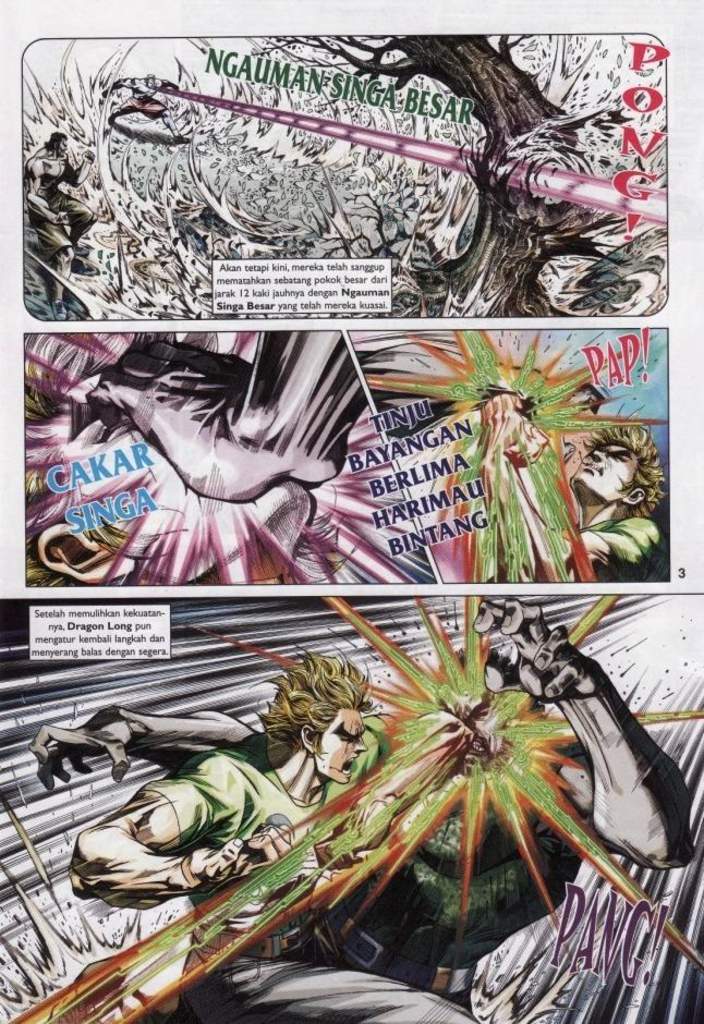 NGAUMAN SINGA BESAR
PONG!
Akan tetapi kini, mereka telah sanggup
mematahkan sebatang pokok besar dari
jarak 12 kaki jauhnya dengan Ngauman
Singa Besar yang telah mereka kuasai.
CAKAR
SINGA
TINJU
BAYANGAN
BERLIMA
HARIMAU
BINTANG
PAP!
3
Setelah memulihkan kekuatan-
nya, Dragon Long pun
mengatur kembali langkah dan
menyerang balas dengan segera.
PANG!